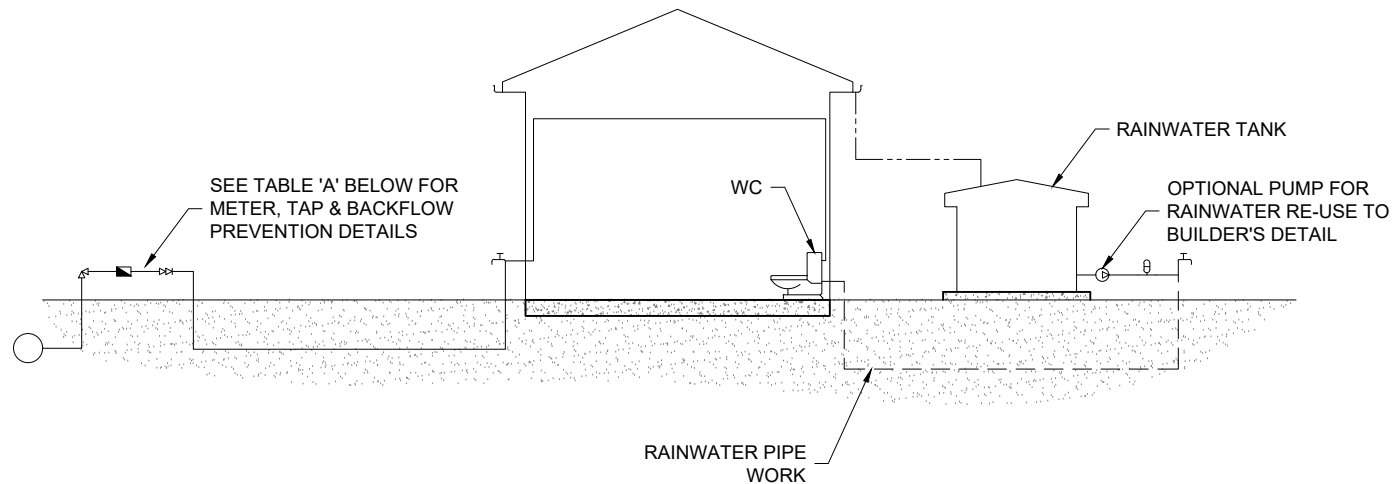 RAINWATER TANK
SEE TABLE 'A' BELOW FOR
METER, TAP & BACKFLOW
PREVENTION DETAILS
WC
OPTIONAL PUMP FOR
RAINWATER RE-USE TO
BUILDER'S DETAIL
RAINWATER PIPE
WORK